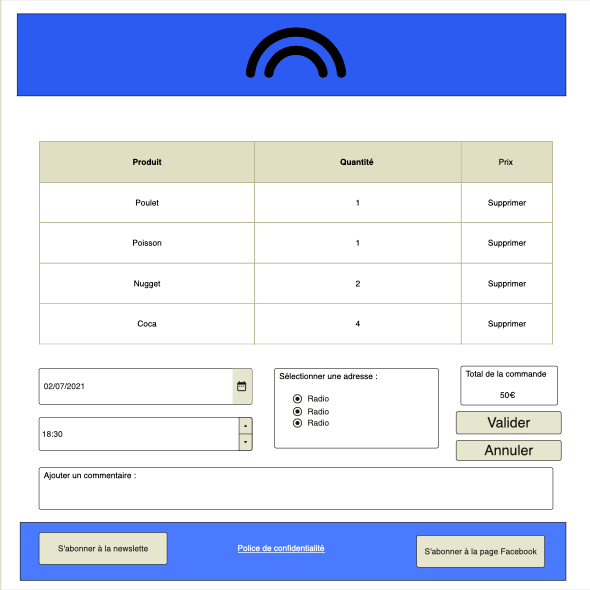 Produit Quantité Prix
Poulet 1 Supprimer
Poisson 1 Supprimer
Nugget 2 Supprimer
Coca 4 Supprimer
02/07/2021
18:30
Sélectionner une adresse :
Radio
Radio
Radio
Total de la commande
50€
Valider
Annuler
Ajouter un commentaire :
S'abonner à la newslette
Police de confidentialité
S'abonner à la page Facebook